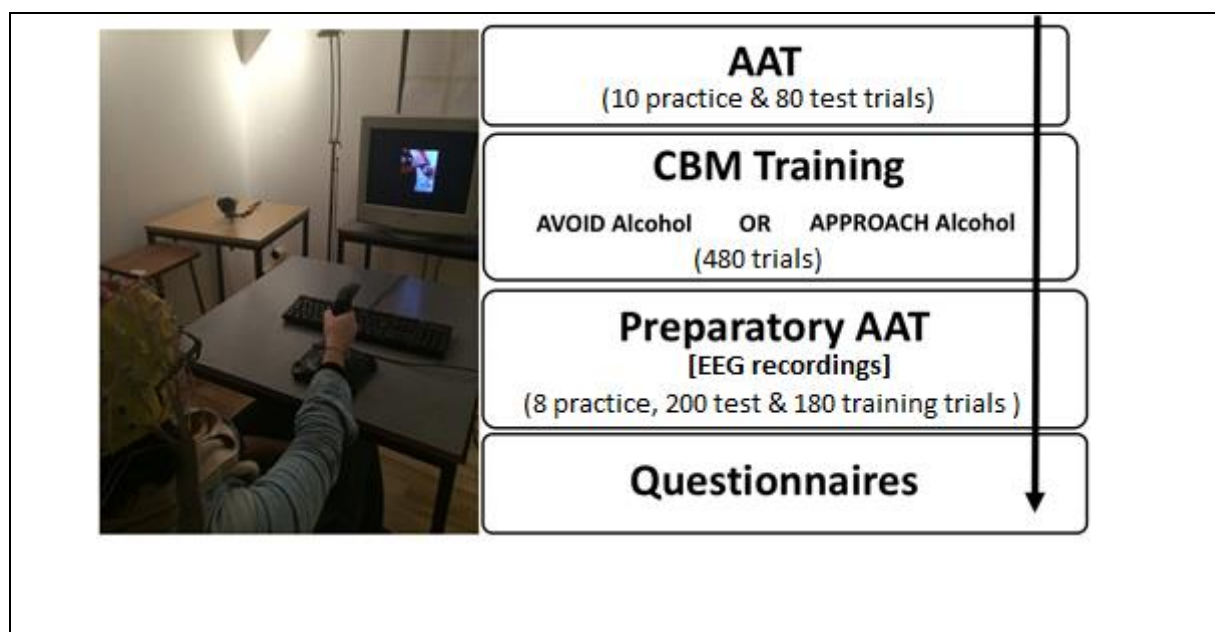 AAT
(10 practice & 80 test trials)
CBM Training
AVOID Alcohol OR APPROACH Alcohol
(480 trials)
Preparatory AAT
[EEG recordings]
(8 practice, 200 test & 180 training trials )
Questionnaires